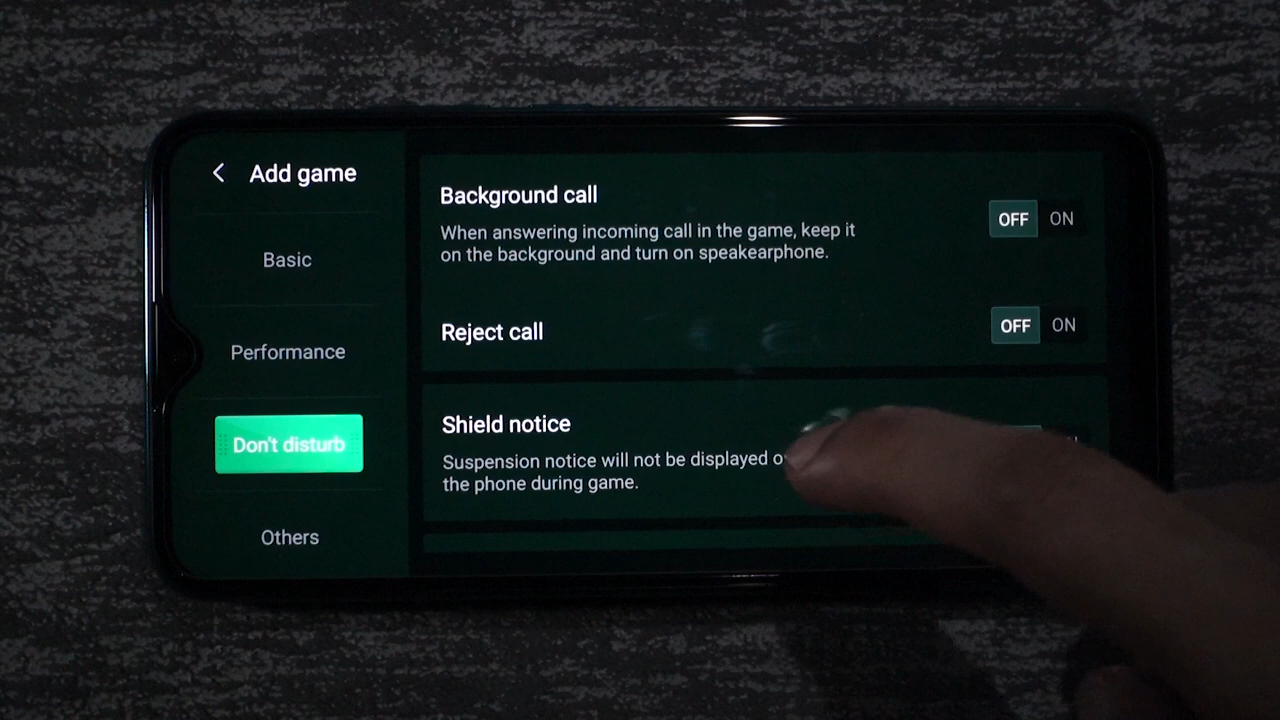 Add game
Basic
Performance
Don't disturb
Others
Background call
When answering incoming call in the game, keep it
on the background and turn on speakearphone.
OFF ON
Reject call
OFF ON
Shield notice
Suspension notice will not be displayed
the phone during game.